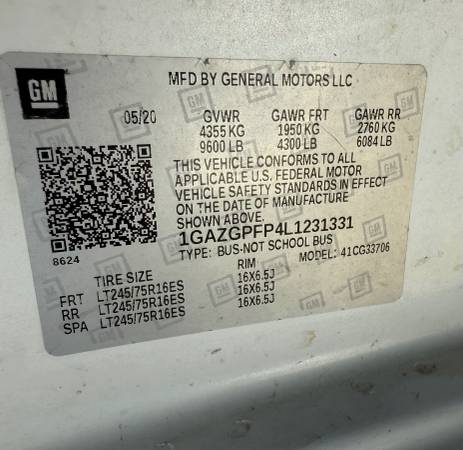 GM
MFD BY GENERAL MOTORS LLC
05/20 GVWR GAWR FRT GAWR RR
4355 KG 1950 KG 2760 KG
9600 LB 4300 LB 6084 LB
THIS VEHICLE CONFORMS TO ALL
APPLICABLE U.S. FEDERAL MOTOR
VEHICLE SAFETY STANDARDS IN EFFECT
ON THE DATE OF MANUFACTURE
SHOWN ABOVE.
1GAZGPFP4L1231331
8624
TYPE: BUS-NOT SCHOOL BUS
MODEL: 41CG33706
TIRE SIZE RIM
FRT LT245/75R16ES 16X6.5J
RR LT245/75R16ES 16X6.5J
SPA LT245/75R16ES 16X6.5J